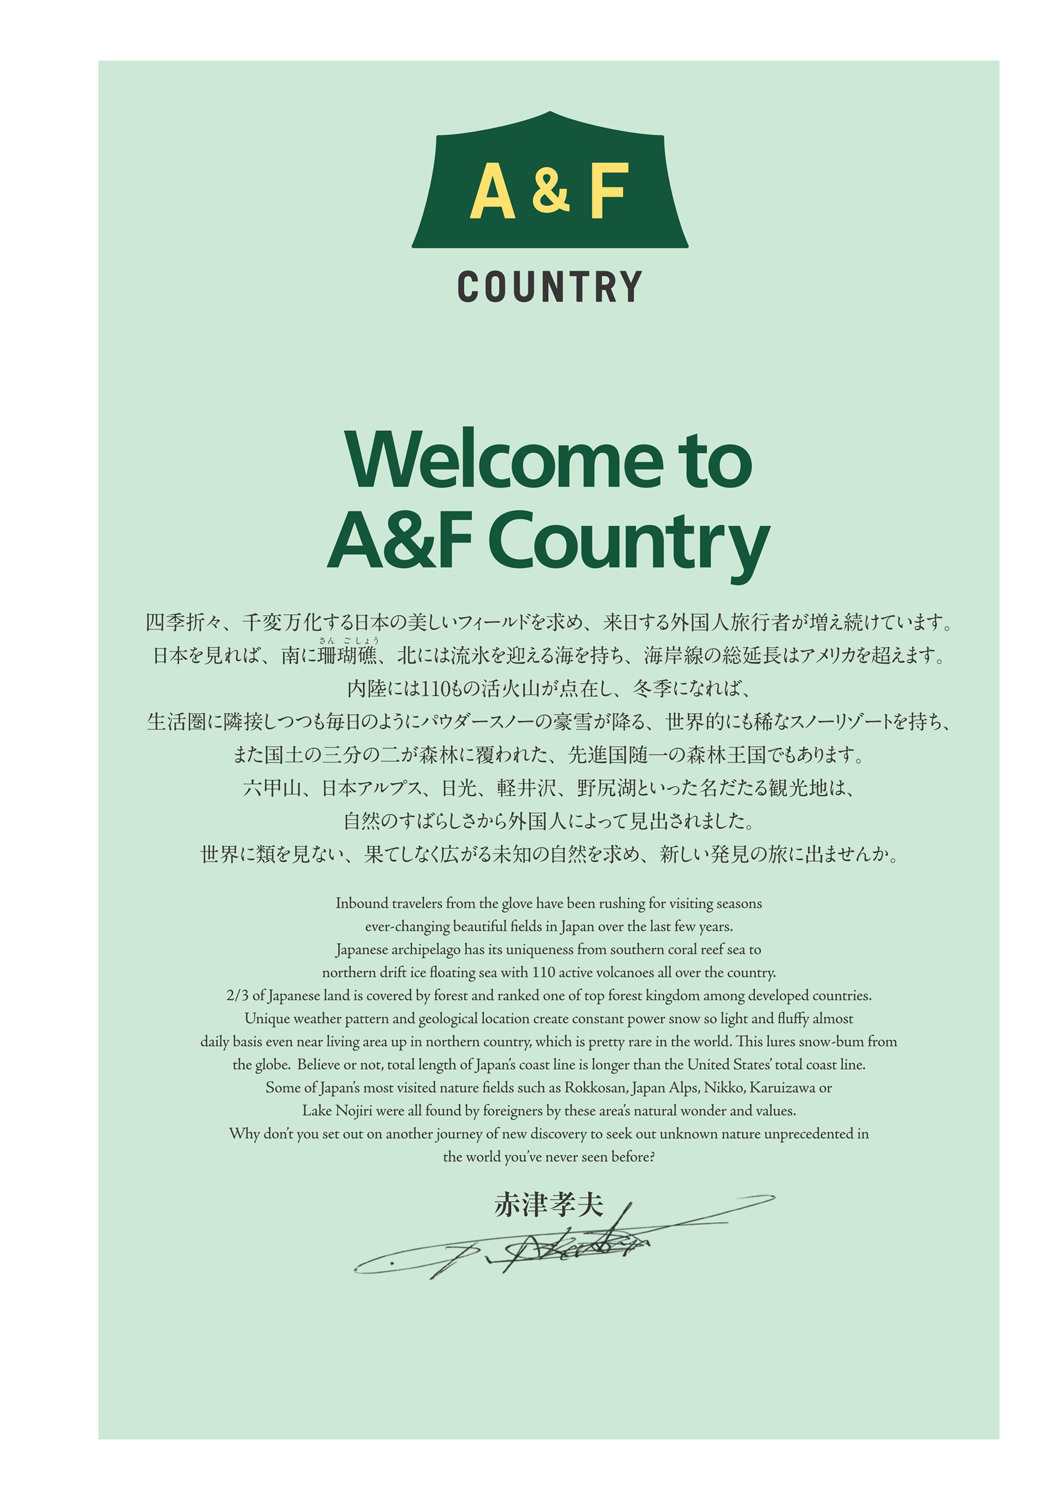 A & F
COUNTRY
Welcome to
A&F Country
四季折々、千変万化する日本の美しいフィールドを求め、来日する外国人旅行者が増え続けています。
さんごしょう
日本を見れば、南に珊瑚礁、北には流氷を迎える海を持ち、海岸線の総延長はアメリカを超えます。
内陸には110もの活火山が点在し、冬季になれば、
生活圏に隣接しつつも毎日のようにパウダースノーの豪雪が降る、世界的にも稀なスノーリゾートを持ち、
また国土の三分の二が森林に覆われた、先進国随一の森林王国でもあります。
六甲山、日本アルプス、日光、軽井沢、野尻湖といった名だたる観光地は、
自然のすばらしさから外国人によって見出されました。
世界に類を見ない、果てしなく広がる未知の自然を求め、新しい発見の旅に出ませんか。
Inbound travelers from the glove have been rushing for visiting seasons
ever-changing beautiful fields in Japan over the last few years.
Japanese archipelago has its uniqueness from southern coral reef sea to
northern drift ice floating sea with 110 active volcanoes all over the country.
2/3 of Japanese land is covered by forest and ranked one of top forest kingdom among developed countries.
Unique weather pattern and geological location create constant power snow so light and fluffy almost
daily basis even near living area up in northern country, which is pretty rare in the world. This lures snow-bum from
the globe. Believe or not, total length of Japan's coast line is longer than the United States' total coast line.
Some of Japan's most visited nature fields such as Rokkosan, Japan Alps, Nikko, Karuizawa or
Lake Nojiri were all found by foreigners by these area's natural wonder and values.
Why don't you set out on another journey of new discovery to seek out unknown nature unprecedented in
the world you've never seen before?
赤津孝夫